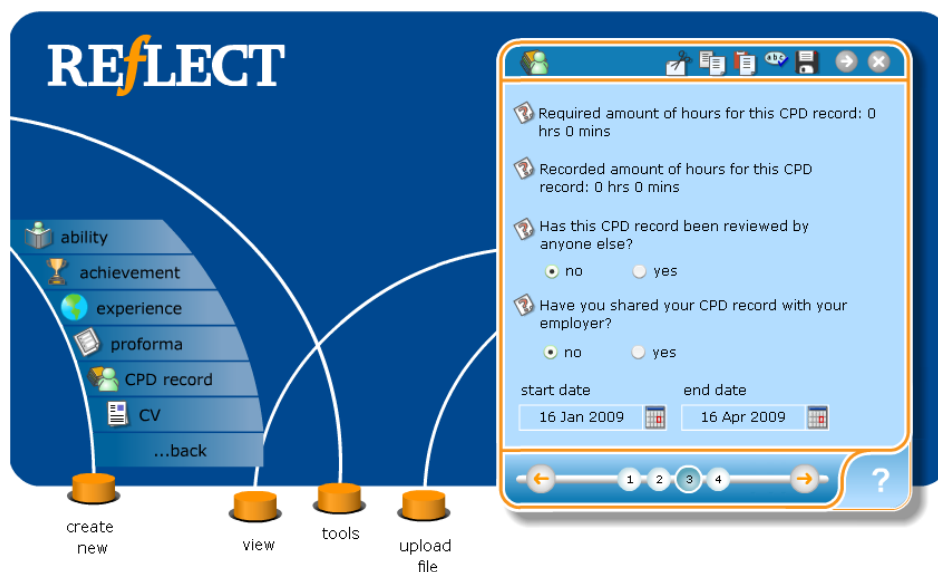 REfLECT
ability
achievement
experience
proforma
CPD record
CV
...back
create
new
view
tools
upload
file
abc
Required amount of hours for this CPD record: 0
hrs 0 mins
Recorded amount of hours for this CPD
record: 0 hrs 0 mins
Has this CPD record been reviewed by
anyone else?
no yes
Have you shared your CPD record with your
employer?
no yes
start date end date
16 Jan 2009 16 Apr 2009
1 2 3 4
?